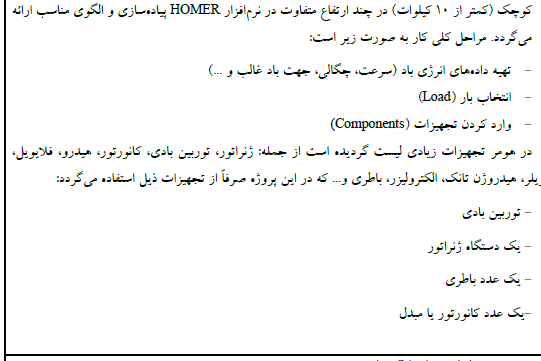 کوچک (کمتر از ۱۰ کیلوات) در چند ارتفاع متفاوت در نرم‌افزار HOMER پیاده‌سازی و الگوی مناسب ارائه
می‌گردد. مراحل کلی کار به صورت زیر است:
- تهیه داده‌های انرژی باد (سرعت، چگالی، جهت باد غالب و ...)
- انتخاب بار (Load)
- وارد کردن تجهیزات (Components)
در هومر تجهیزات زیادی لیست گردیده است از جمله: ژنراتور، توربین بادی، کانورتور، هیدرو، فلایویل،
یلر، هیدروژن تانک، الکترولیزر، باطری و... که در این پروژه صرفاً از تجهیزات ذیل استفاده می‌گردد:
- توربین بادی
- یک دستگاه ژنراتور
- یک عدد باطری
-یک عدد کانورتور یا مبدل